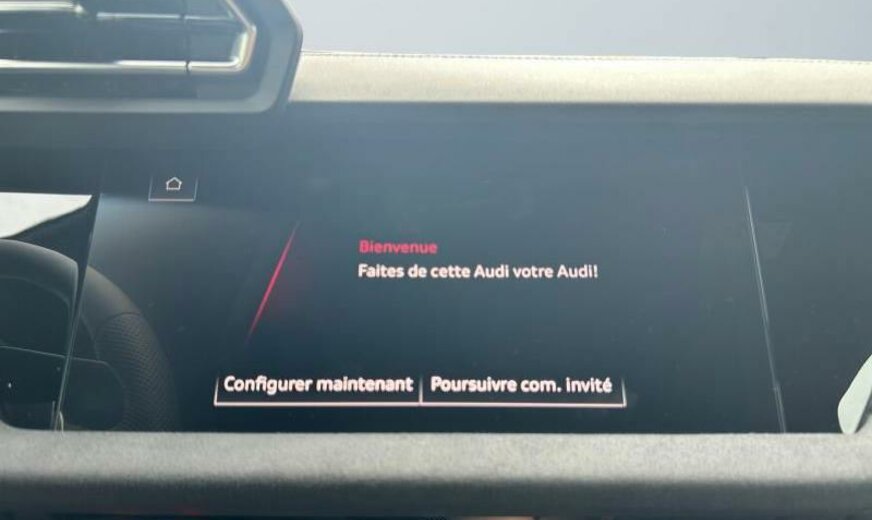 Bienvenue
Faites de cette Audi votre Audi!
Configurer maintenant
Poursuivre com. invité